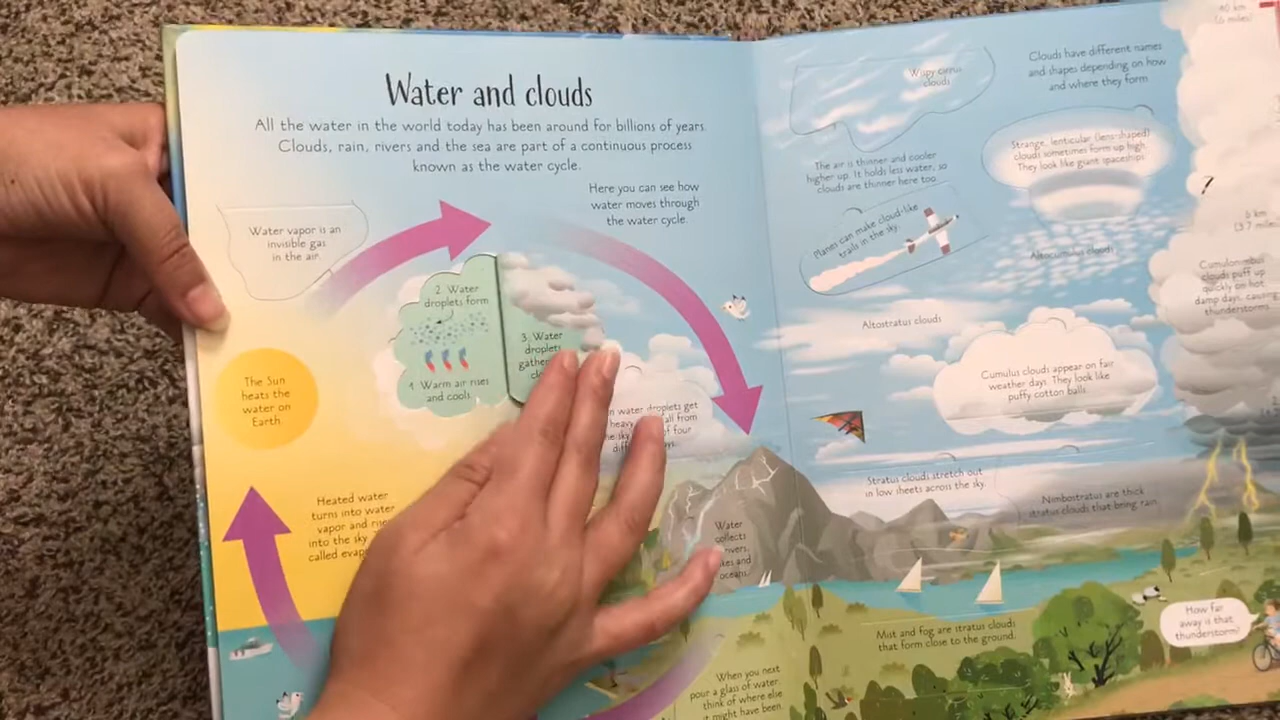 Water and clouds
All the water in the world today has been around for billions of years.
Clouds, rain, rivers and the sea are part of a continuous process
known as the water cycle.
Here you can see how
water moves through
the water cycle.
Water vapor is an
invisible gas
in the air.
2. Water
droplets form
1. Warm air rises
and cools.
3. Water
droplets
gather
The Sun
heats the
water on
Earth.
Heated water
turns into water
vapor and
into the sky
called
water droplets get
from
four
Water
collects
and
oceans.
When you next
pour a glass of water,
think of where else
it might have been.
Wispy cirrus
clouds
Clouds have different names
and shapes depending on how
and where they form.
40 km
The air is thinner and cooler
higher up. It holds less water, so
clouds are thinner here too.
Strange, lenticular (lens-shaped)
clouds sometimes form up high.
They look like giant spaceships.
Planes can make cloud-like
trails in the sky.
Altocumulus clouds
Altostratus clouds
clouds puff up
quickly on hot
damp days, causing
thunderstorms.
Cumulus clouds appear on fair
weather days. They look like
puffy cotton balls.
Stratus clouds stretch out
in low sheets across the sky.
Nimbostratus are thick
stratus clouds that bring rain.
Mist and fog are stratus clouds
that form close to the ground.
How far
away is that
thunderstorm?